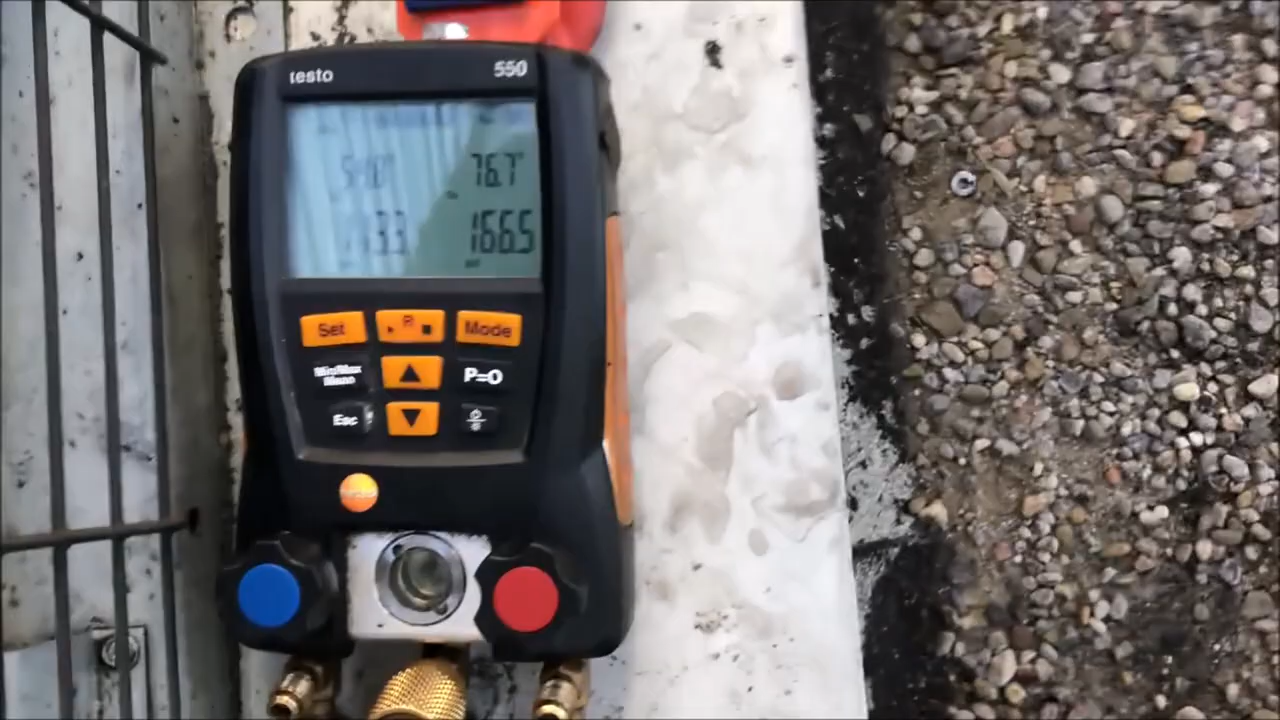 testo 550
76.7°
166.5
Set R Mode
Min/Max P=0
Mean
Esc